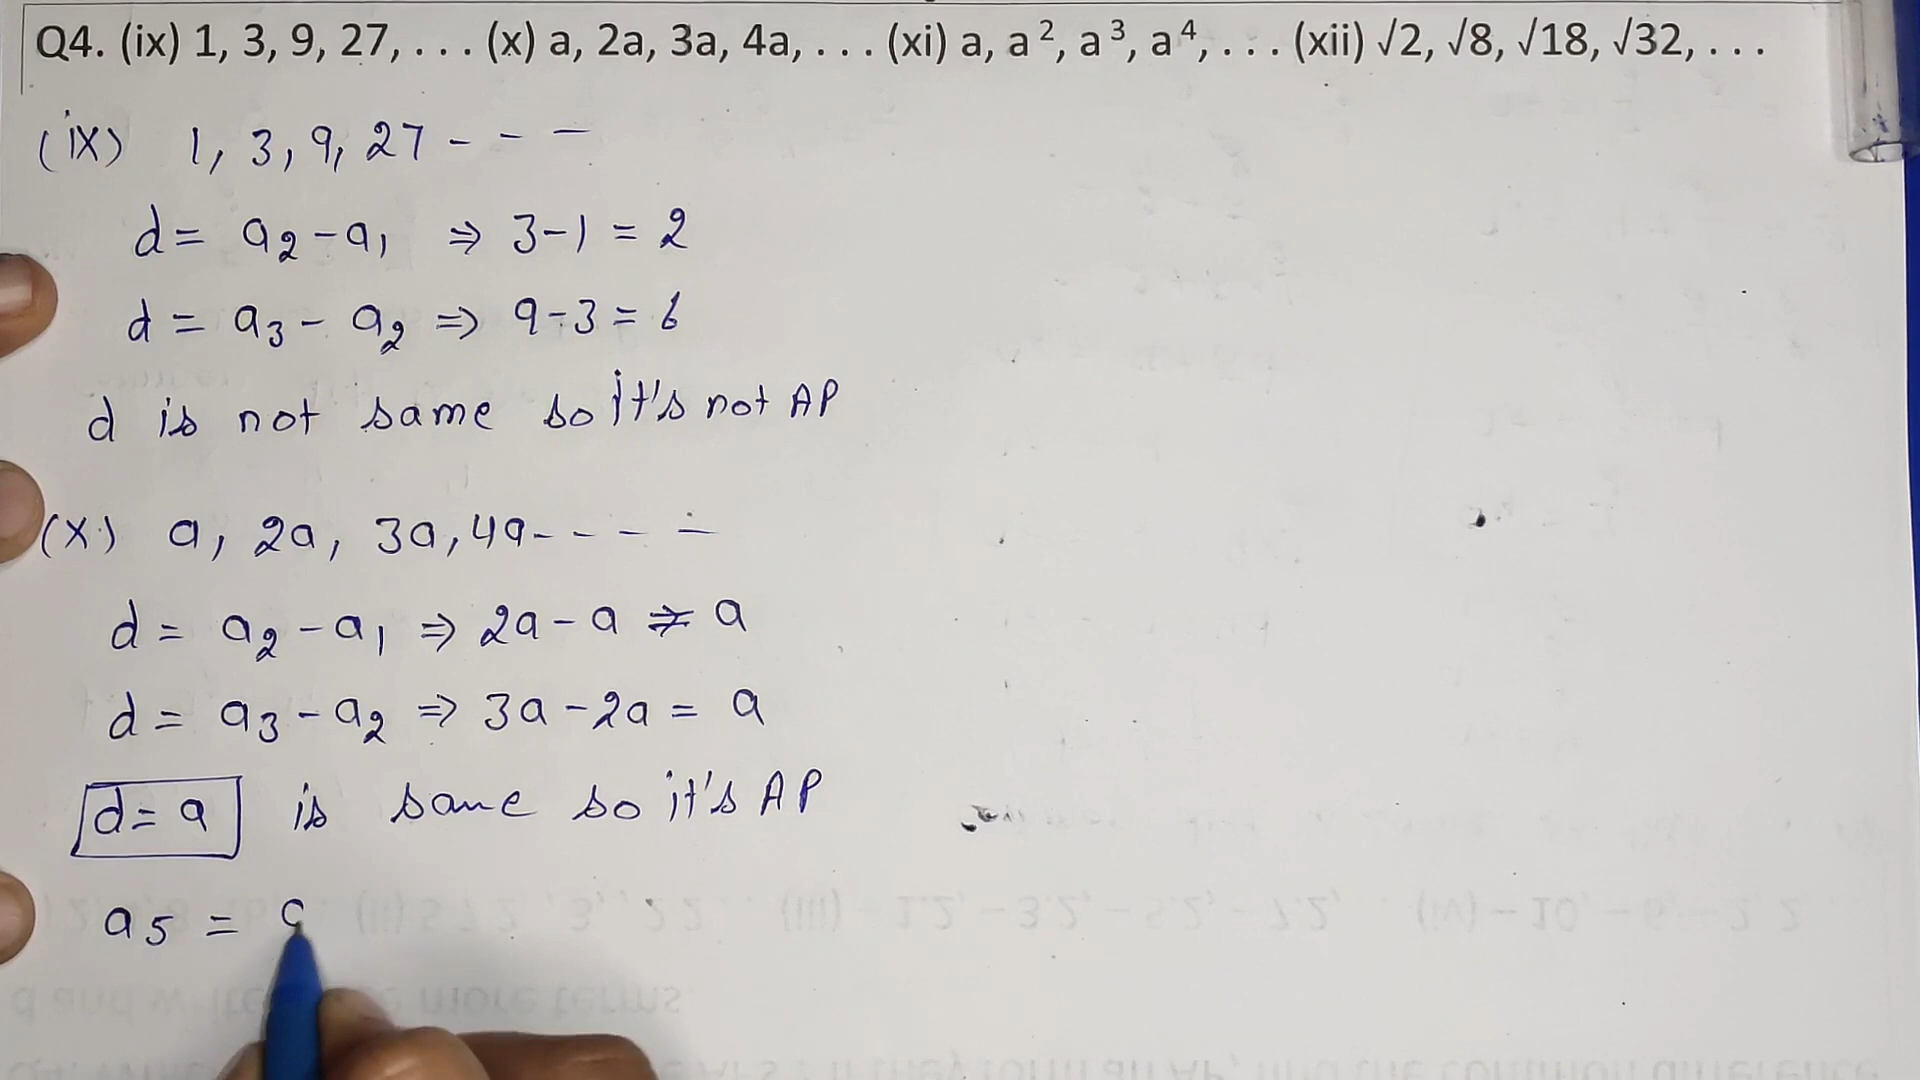 Q4. (ix) 1, 3, 9, 27, . . . (x) a, 2a, 3a, 4a, . . . (xi) a, a², a³, a⁴, . . . (xii) √2, √8, √18, √32, . . .
(ix) 1, 3, 9, 27 - - -
d = a₂ - a₁ ⇒ 3-1 = 2
d = a₃ - a₂ ⇒ 9-3 = 6
d is not same so it's not AP
(x) a, 2a, 3a, 4a - - - -
d = a₂ - a₁ ⇒ 2a - a ⇒ a
d = a₃ - a₂ ⇒ 3a - 2a = a
d = a is same so it's AP
a₅ =